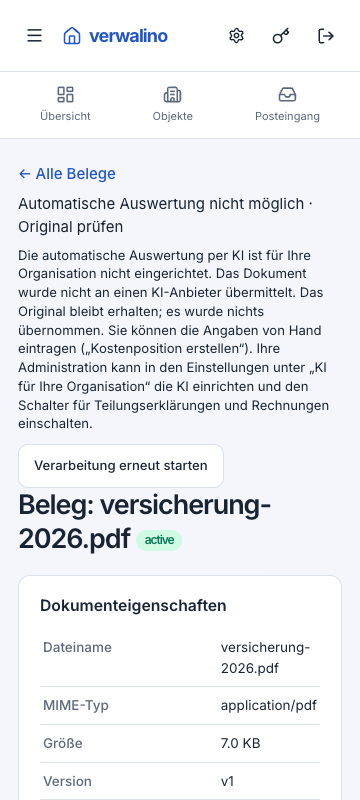 verwalino
Übersicht
Objekte
Posteingang
← Alle Belege
Automatische Auswertung nicht möglich ·
Original prüfen
Die automatische Auswertung per KI ist für Ihre
Organisation nicht eingerichtet. Das Dokument
wurde nicht an einen KI-Anbieter übermittelt. Das
Original bleibt erhalten; es wurde nichts
übernommen. Sie können die Angaben von Hand
eintragen („Kostenposition erstellen“). Ihre
Administration kann in den Einstellungen unter „KI
für Ihre Organisation“ die KI einrichten und den
Schalter für Teilungserklärungen und Rechnungen
einschalten.
Verarbeitung erneut starten
Beleg: versicherung-
2026.pdf active
Dokumenteigenschaften
Dateiname versicherung-
2026.pdf
MIME-Typ application/pdf
Größe 7.0 KB
Version v1